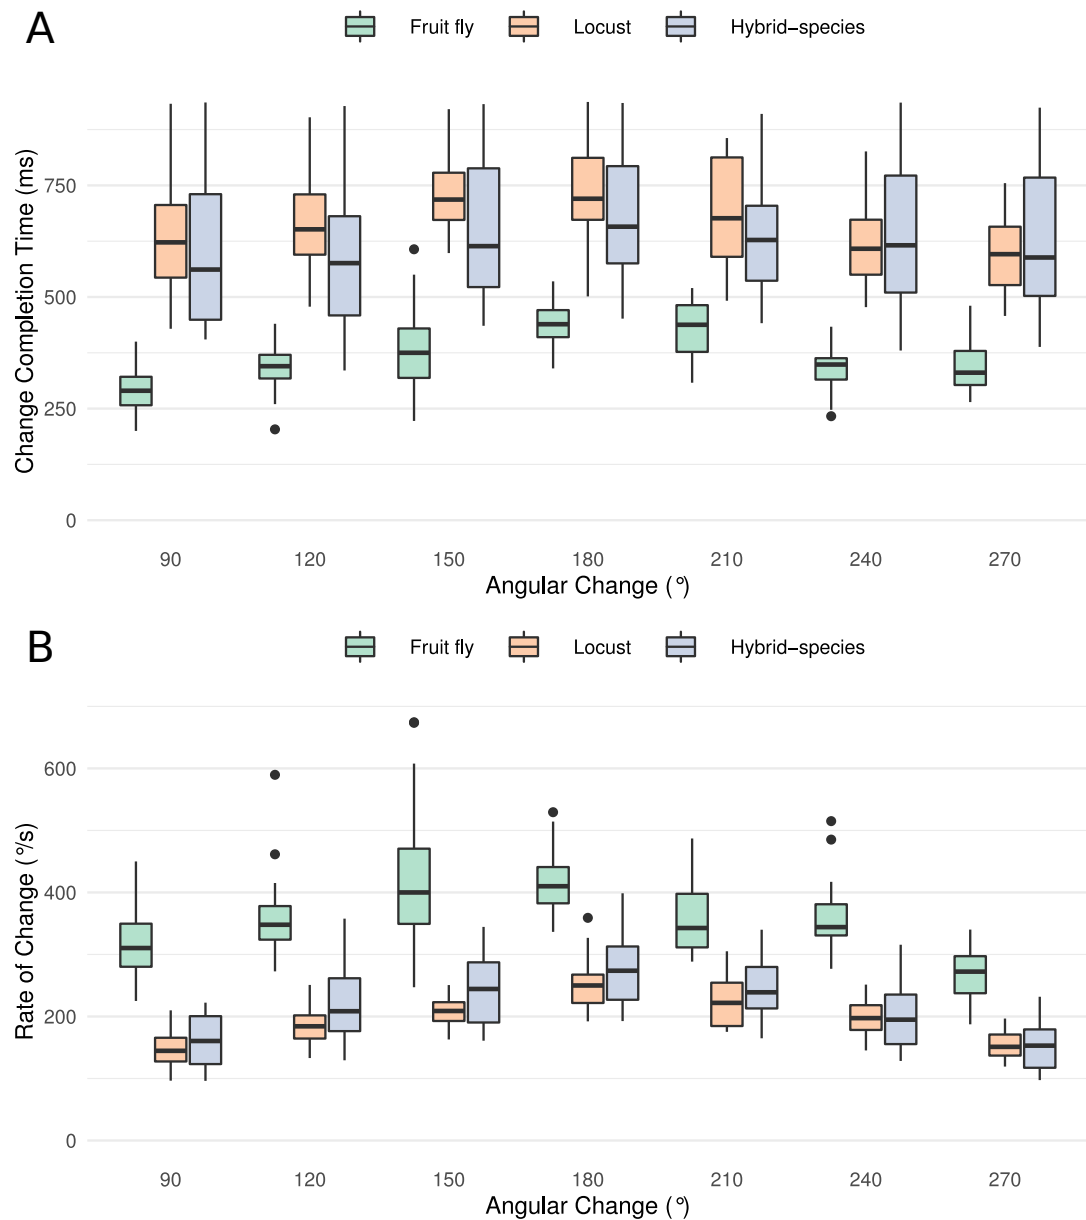 A
Fruit fly Locust Hybrid−species
Change Completion Time (ms)
750
500
250
0
90 120 150 180 210 240 270
Angular Change (°)
B
Fruit fly Locust Hybrid−species
Rate of Change (°/s)
600
400
200
0
90 120 150 180 210 240 270
Angular Change (°)